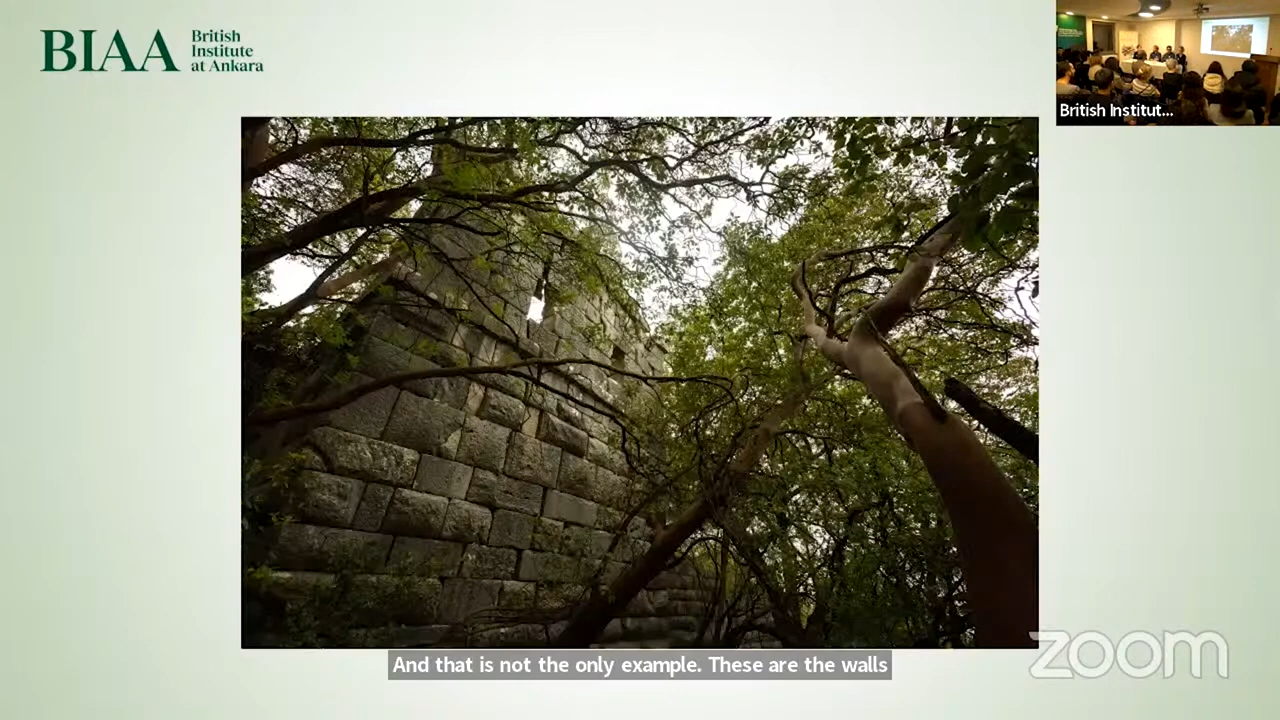 BIAA
British
Institute
at Ankara
British Institut...
And that is not the only example. These are the walls
zoom